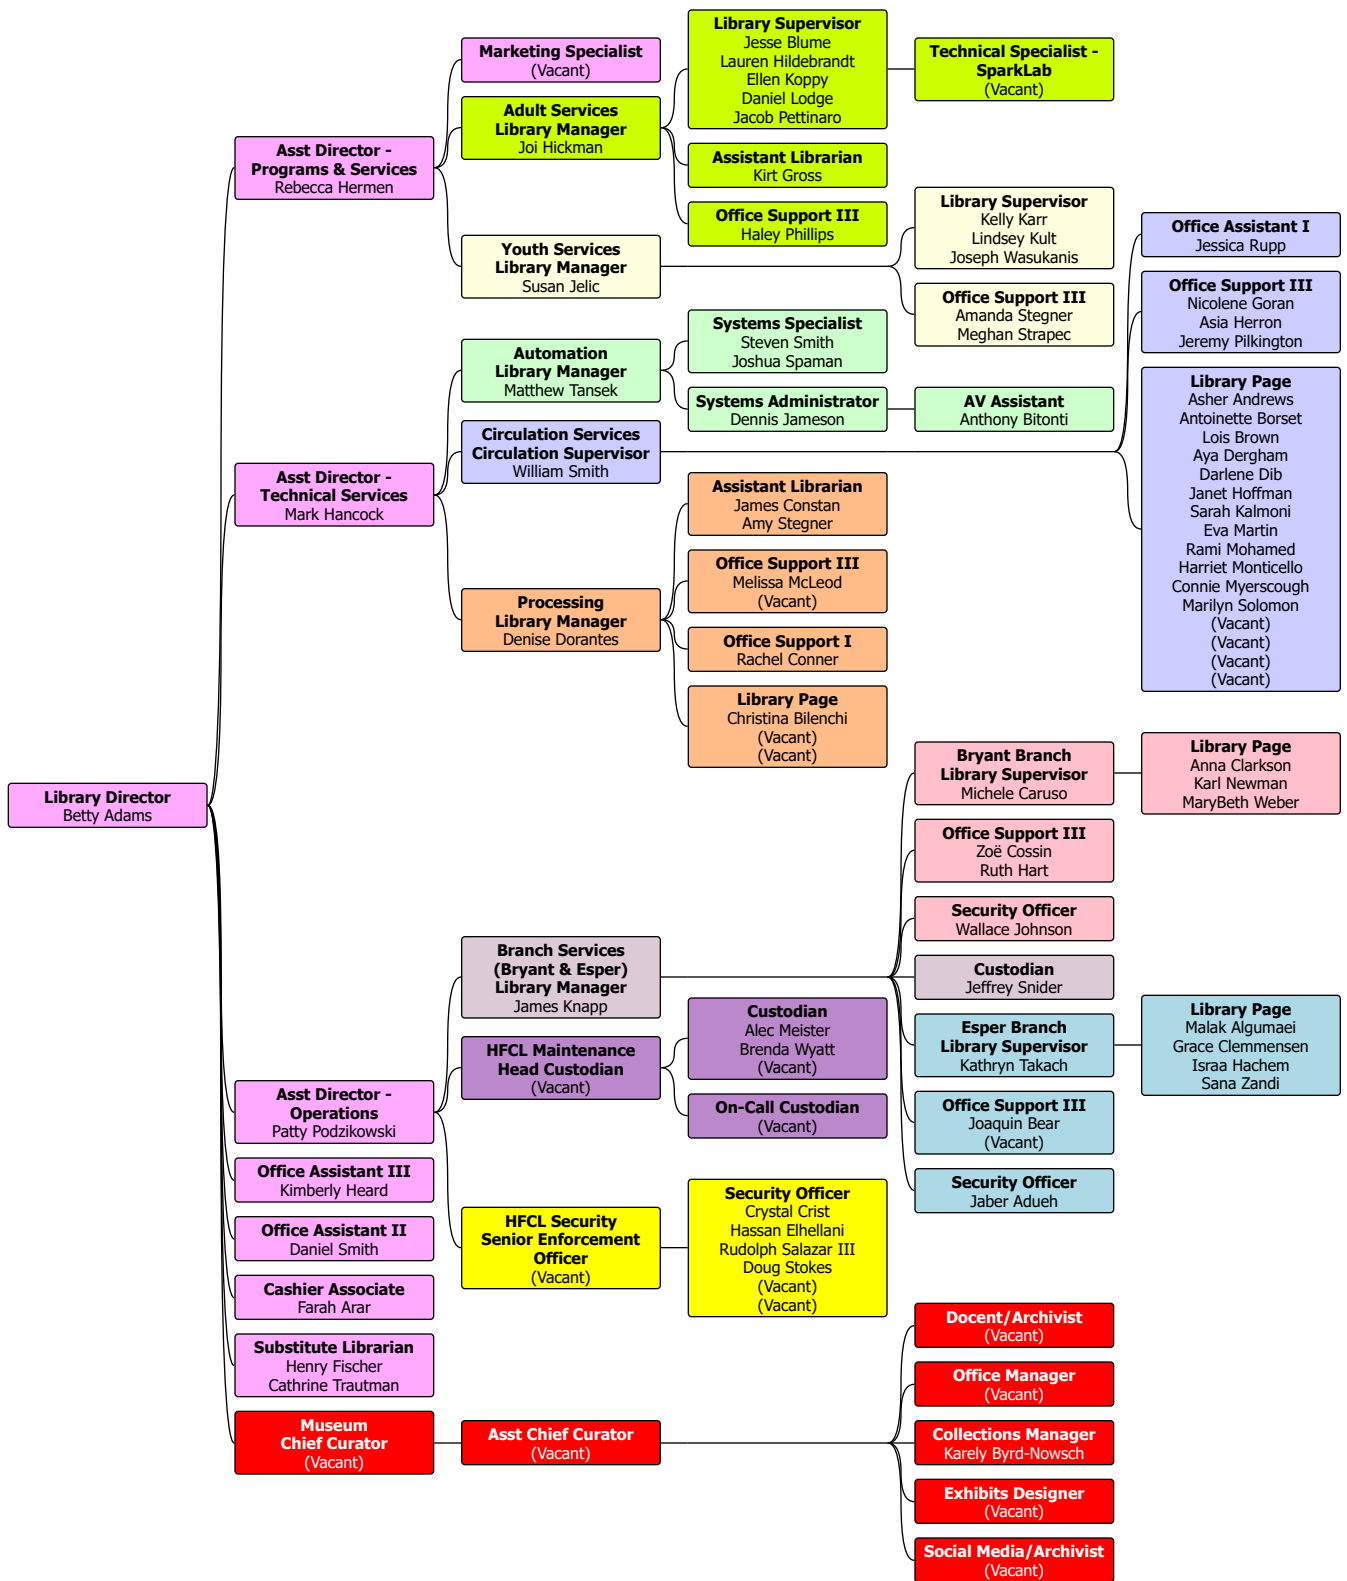 Library Director
Betty Adams
Asst Director -
Programs & Services
Rebecca Hermen
Marketing Specialist
(Vacant)
Adult Services
Library Manager
Joi Hickman
Library Supervisor
Jesse Blume
Lauren Hildebrandt
Ellen Koppy
Daniel Lodge
Jacob Pettinaro
Technical Specialist -
SparkLab
(Vacant)
Assistant Librarian
Kirt Gross
Office Support III
Haley Phillips
Youth Services
Library Manager
Susan Jelic
Library Supervisor
Kelly Karr
Lindsey Kult
Joseph Wasukanis
Office Support III
Amanda Stegner
Meghan Strapec
Asst Director -
Technical Services
Mark Hancock
Automation
Library Manager
Matthew Tansek
Systems Specialist
Steven Smith
Joshua Spaman
Systems Administrator
Dennis Jameson
AV Assistant
Anthony Bitonti
Circulation Services
Circulation Supervisor
William Smith
Office Assistant I
Jessica Rupp
Office Support III
Nicolene Goran
Asia Herron
Jeremy Pilkington
Library Page
Asher Andrews
Antoinette Borset
Lois Brown
Aya Dergham
Darlene Dib
Janet Hoffman
Sarah Kalmoni
Eva Martin
Rami Mohamed
Harriet Monticello
Connie Myerscough
Marilyn Solomon
(Vacant)
(Vacant)
(Vacant)
(Vacant)
Processing
Library Manager
Denise Dorantes
Assistant Librarian
James Constan
Amy Stegner
Office Support III
Melissa McLeod
(Vacant)
Office Support I
Rachel Conner
Library Page
Christina Bilenchi
(Vacant)
(Vacant)
Asst Director -
Operations
Patty Podzikowski
Branch Services
(Bryant & Esper)
Library Manager
James Knapp
Bryant Branch
Library Supervisor
Michele Caruso
Library Page
Anna Clarkson
Karl Newman
MaryBeth Weber
Office Support III
Zoë Cossin
Ruth Hart
Security Officer
Wallace Johnson
Custodian
Jeffrey Snider
Esper Branch
Library Supervisor
Kathryn Takach
Library Page
Malak Algumaei
Grace Clemmensen
Israa Hachem
Sana Zandi
Office Support III
Joaquin Bear
(Vacant)
Security Officer
Jaber Adueh
HFCL Maintenance
Head Custodian
(Vacant)
Custodian
Alec Meister
Brenda Wyatt
(Vacant)
On-Call Custodian
(Vacant)
HFCL Security
Senior Enforcement
Officer
(Vacant)
Security Officer
Crystal Crist
Hassan Elhellani
Rudolph Salazar III
Doug Stokes
(Vacant)
(Vacant)
Office Assistant III
Kimberly Heard
Office Assistant II
Daniel Smith
Cashier Associate
Farah Arar
Substitute Librarian
Henry Fischer
Cathrine Trautman
Museum
Chief Curator
(Vacant)
Asst Chief Curator
(Vacant)
Docent/Archivist
(Vacant)
Office Manager
(Vacant)
Collections Manager
Karely Byrd-Nowsch
Exhibits Designer
(Vacant)
Social Media/Archivist
(Vacant)